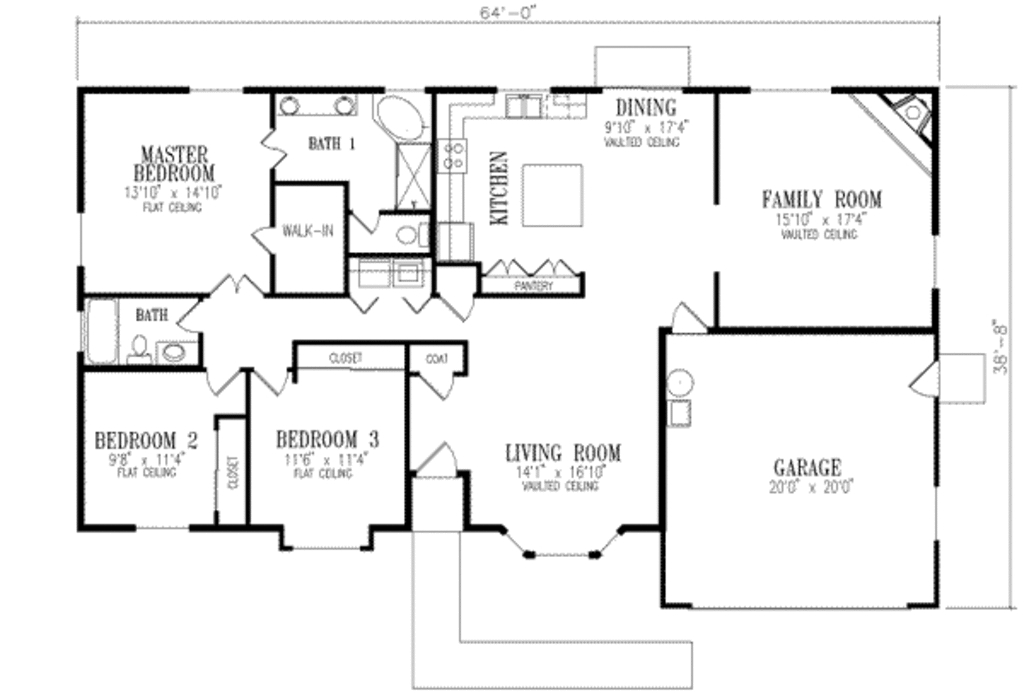 64'-0"
MASTER
BEDROOM
13'10" x 14'10"
FLAT CEILING
BATH 1
WALK-IN
KITCHEN
DINING
9'10" x 17'4"
VAULTED CEILING
FAMILY ROOM
15'10" x 17'4"
VAULTED CEILING
PANTERY
BATH
CLOSET
COAT
38'-8"
BEDROOM 2
9'8" x 11'4"
FLAT CEILING
CLOSET
BEDROOM 3
11'6" x 11'4"
FLAT CEILING
LIVING ROOM
14'1" x 16'10"
VAULTED CEILING
GARAGE
20'0" x 20'0"